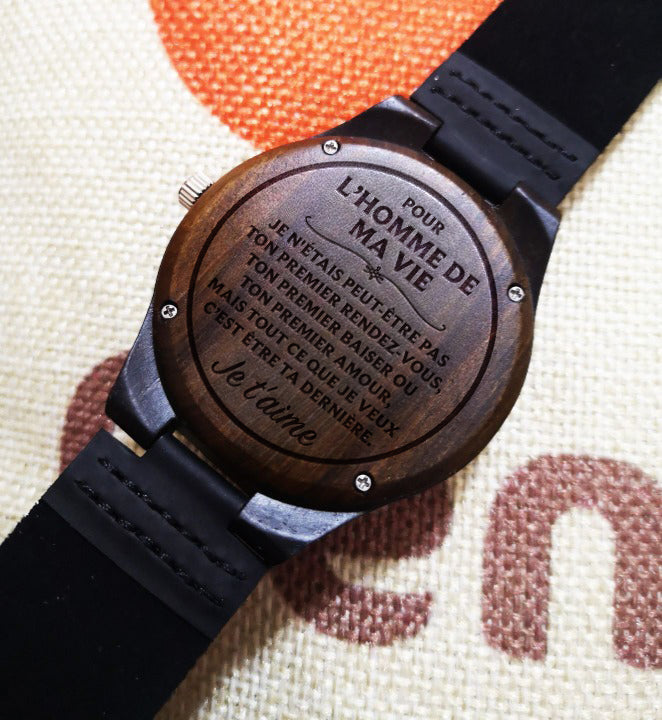 POUR
L'HOMME DE
MA VIE
JE N'ÉTAIS PEUT-ÊTRE PAS
TON PREMIER RENDEZ-VOUS,
TON PREMIER BAISER OU
TON PREMIER AMOUR,
MAIS TOUT CE QUE JE VEUX
C'EST ÊTRE TA DERNIÈRE.
Je t'aime